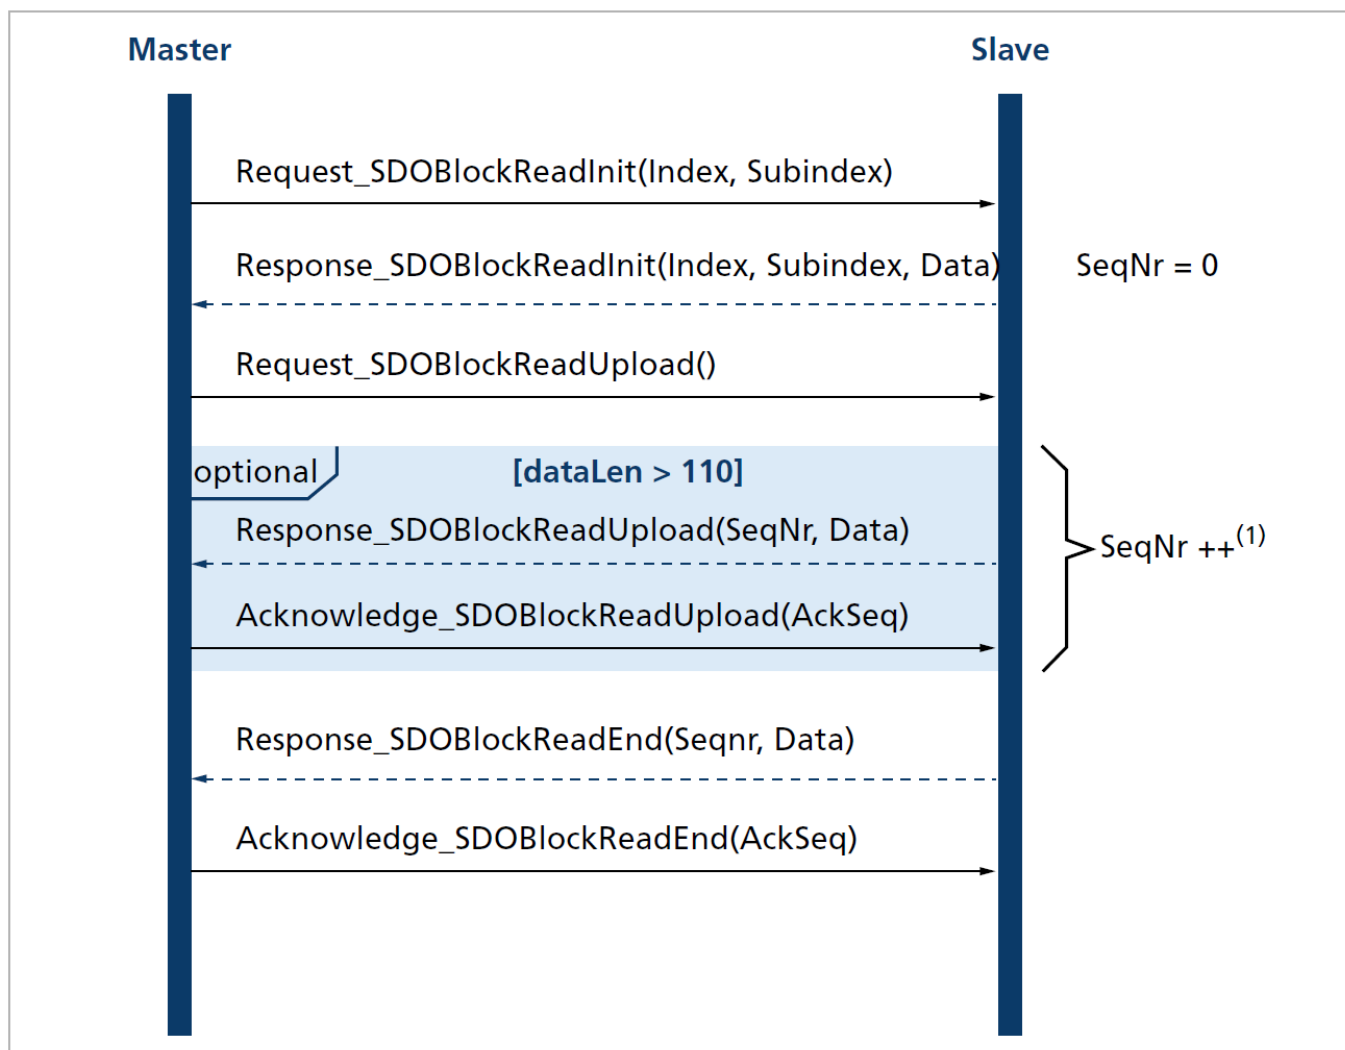 Master
Slave
Request_SDOBlockReadInit(Index, Subindex)
Response_SDOBlockReadInit(Index, Subindex, Data)
SeqNr = 0
Request_SDOBlockReadUpload()
optional
[dataLen > 110]
Response_SDOBlockReadUpload(SeqNr, Data)
SeqNr ++(1)
Acknowledge_SDOBlockReadUpload(AckSeq)
Response_SDOBlockReadEnd(Seqnr, Data)
Acknowledge_SDOBlockReadEnd(AckSeq)